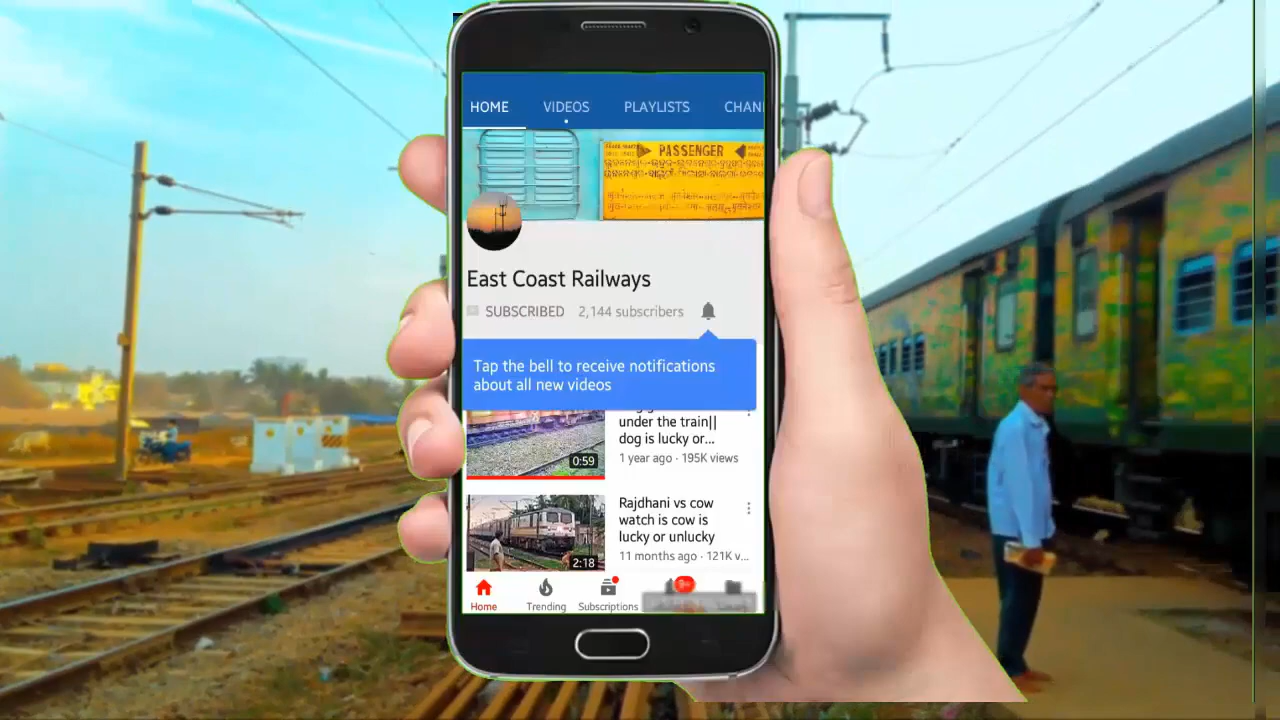 HOME VIDEOS PLAYLISTS CHAN
PASSENGER
East Coast Railways
SUBSCRIBED 2,144 subscribers
Tap the bell to receive notifications
about all new videos
under the train||
dog is lucky or...
1 year ago · 195K views
0:59
Rajdhani vs cow
watch is cow is
lucky or unlucky
11 months ago · 121K v...
2:18
9+
Home Trending Subscriptions